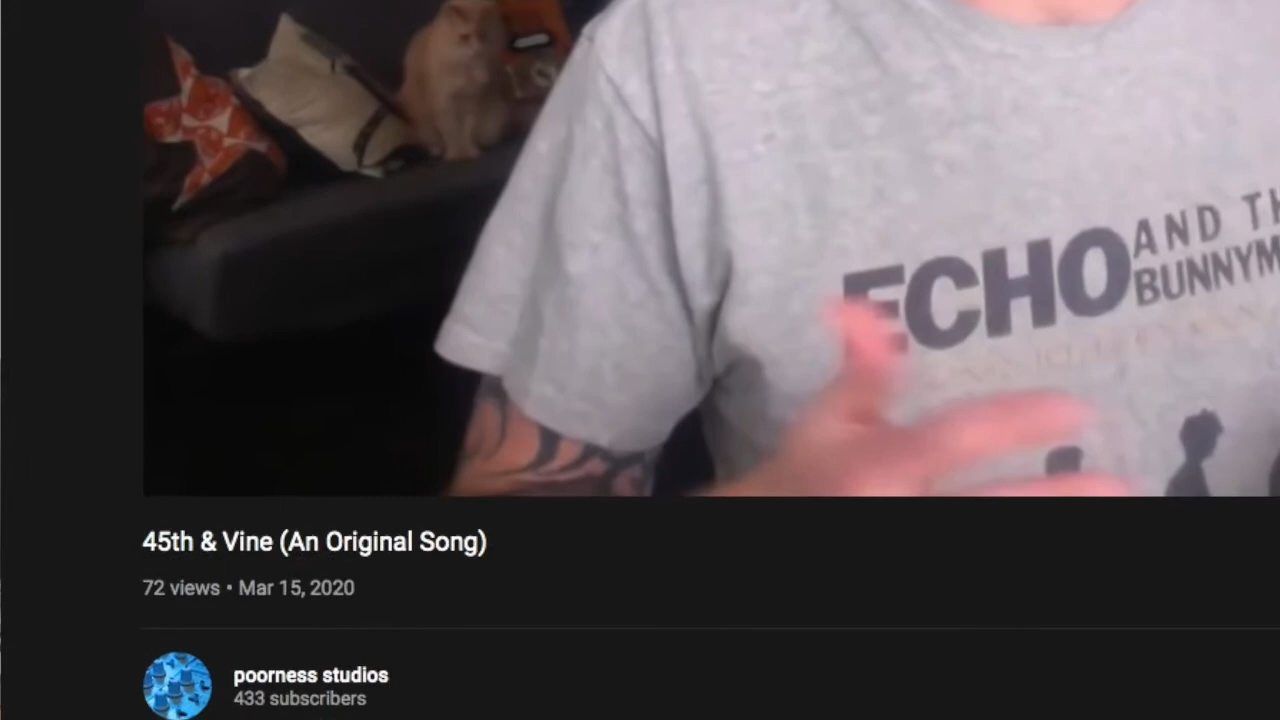 ECHO AND TH
BUNNYM
45th & Vine (An Original Song)
72 views • Mar 15, 2020
poorness studios
433 subscribers